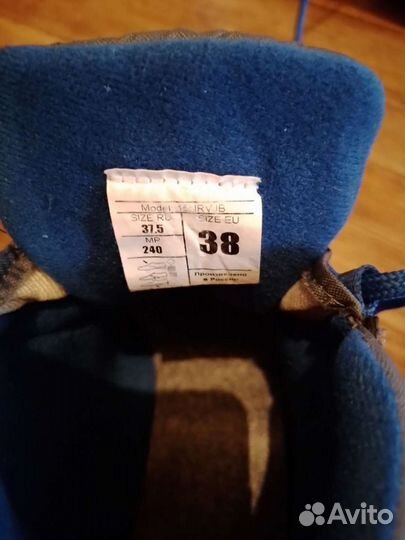 Model
SIZE RU
SIZE EU
37.5
38
MP
240
Произведено
в России
Avito